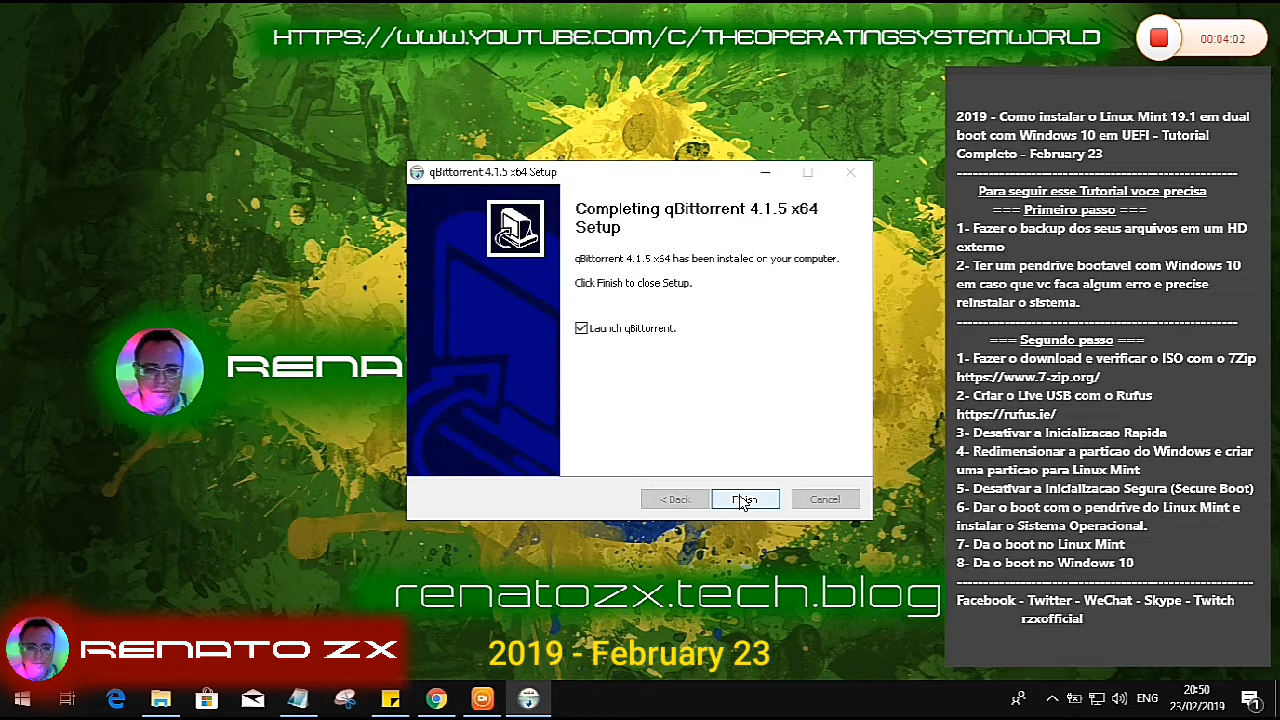 HTTPS://WWW.YOUTUBE.COM/C/THEOPERATINGSYSTEMWORLD
00:04:02
qBittorrent 4.1.5 x64 Setup
Completing qBittorrent 4.1.5 x64
Setup
qBittorrent 4.1.5 x64 has been installed on your computer.
Click Finish to close Setup.
Launch qBittorrent.
< Back
Finish
Cancel
RENA
renatozx.tech.blog
RENATO ZX
2019 - February 23
2019 - Como instalar o Linux Mint 19.1 em dual
boot com Windows 10 em UEFI - Tutorial
Completo - February 23
Para seguir esse Tutorial voce precisa
=== Primeiro passo ===
1- Fazer o backup dos seus arquivos em um HD
externo
2- Ter um pendrive bootavel com Windows 10
em caso que vc faca algum erro e precise
reinstalar o sistema.
=== Segundo passo ===
1- Fazer o download e verificar o ISO com o 7Zip
https://www.7-zip.org/
2- Criar o Live USB com o Rufus
https://rufus.ie/
3- Desativar a Inicializacao Rapida
4- Redimensionar a particao do Windows e criar
uma particao para Linux Mint
5- Desativar a Inicializacao Segura (Secure Boot)
6- Dar o boot com o pendrive do Linux Mint e
instalar o Sistema Operacional.
7- Da o boot no Linux Mint
8- Da o boot no Windows 10
Facebook - Twitter - WeChat - Skype - Twitch
rzxofficial
ENG
20:50
23/02/2019
1